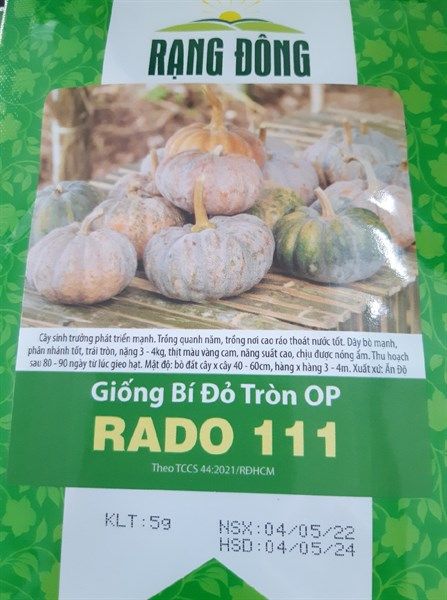 RẠNG ĐÔNG
Cây sinh trưởng phát triển mạnh. Trồng quanh năm, trồng nơi cao ráo thoát nước tốt. Dây bò mạnh,
phân nhánh tốt, trái tròn, nặng 3 - 4kg, thịt màu vàng cam, năng suất cao, chịu được nóng ẩm. Thu hoạch
sau 80 - 90 ngày từ lúc gieo hạt. Mật độ: bò đất cây x cây 40 - 60cm, hàng x hàng 3 - 4m. Xuất xứ: Ấn Độ
Giống Bí Đỏ Tròn OP
RADO 111
Theo TCCS 44:2021/RĐHCM
KLT:5g
NSX:04/05/22
HSD:04/05/24